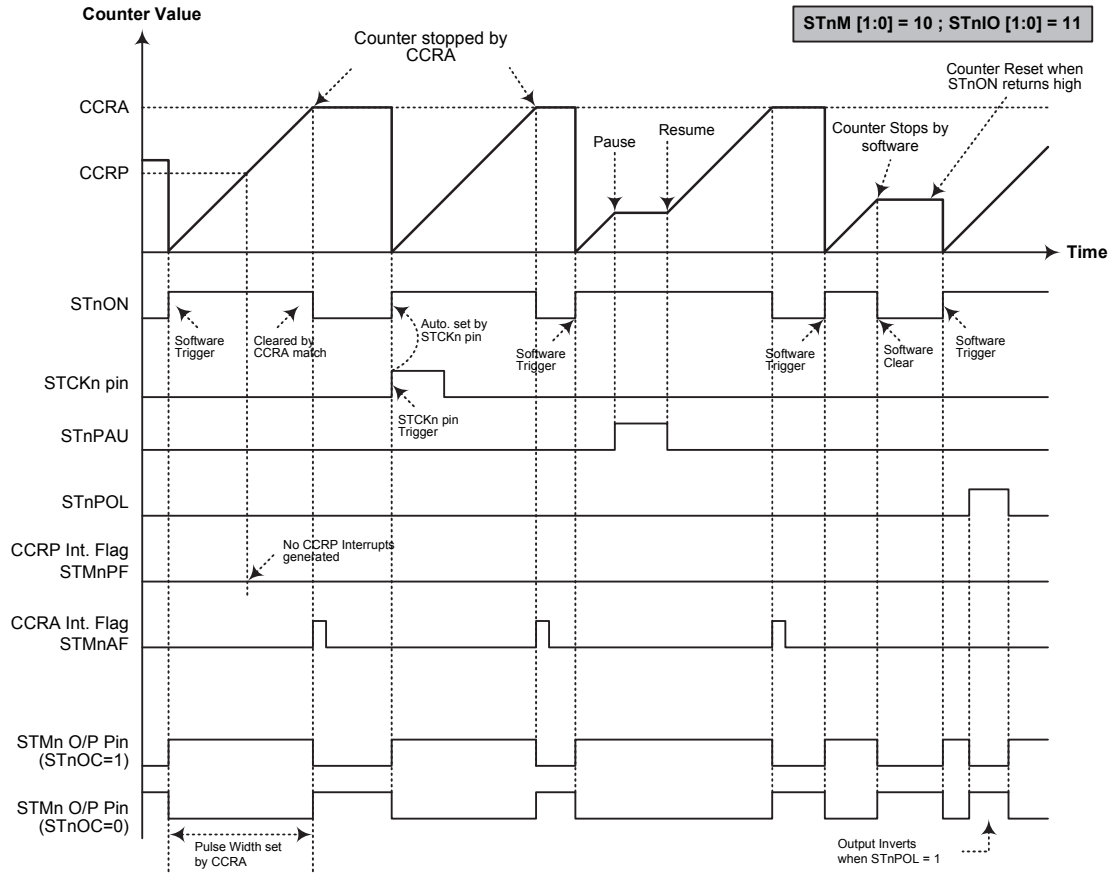 Counter Value
STnM [1:0] = 10 ; STnIO [1:0] = 11
Counter stopped by
CCRA
Counter Reset when
STnON returns high
CCRA
Pause
Resume
Counter Stops by
software
CCRP
Time
STnON
Software
Trigger
Cleared by
CCRA match
Auto. set by
STCKn pin
Software
Trigger
Software
Trigger
Software
Clear
Software
Trigger
STCKn pin
STCKn pin
Trigger
STnPAU
STnPOL
No CCRP Interrupts
generated
CCRP Int. Flag
STMnPF
CCRA Int. Flag
STMnAF
STMn O/P Pin
(STnOC=1)
STMn O/P Pin
(STnOC=0)
Pulse Width set
by CCRA
Output Inverts
when STnPOL = 1